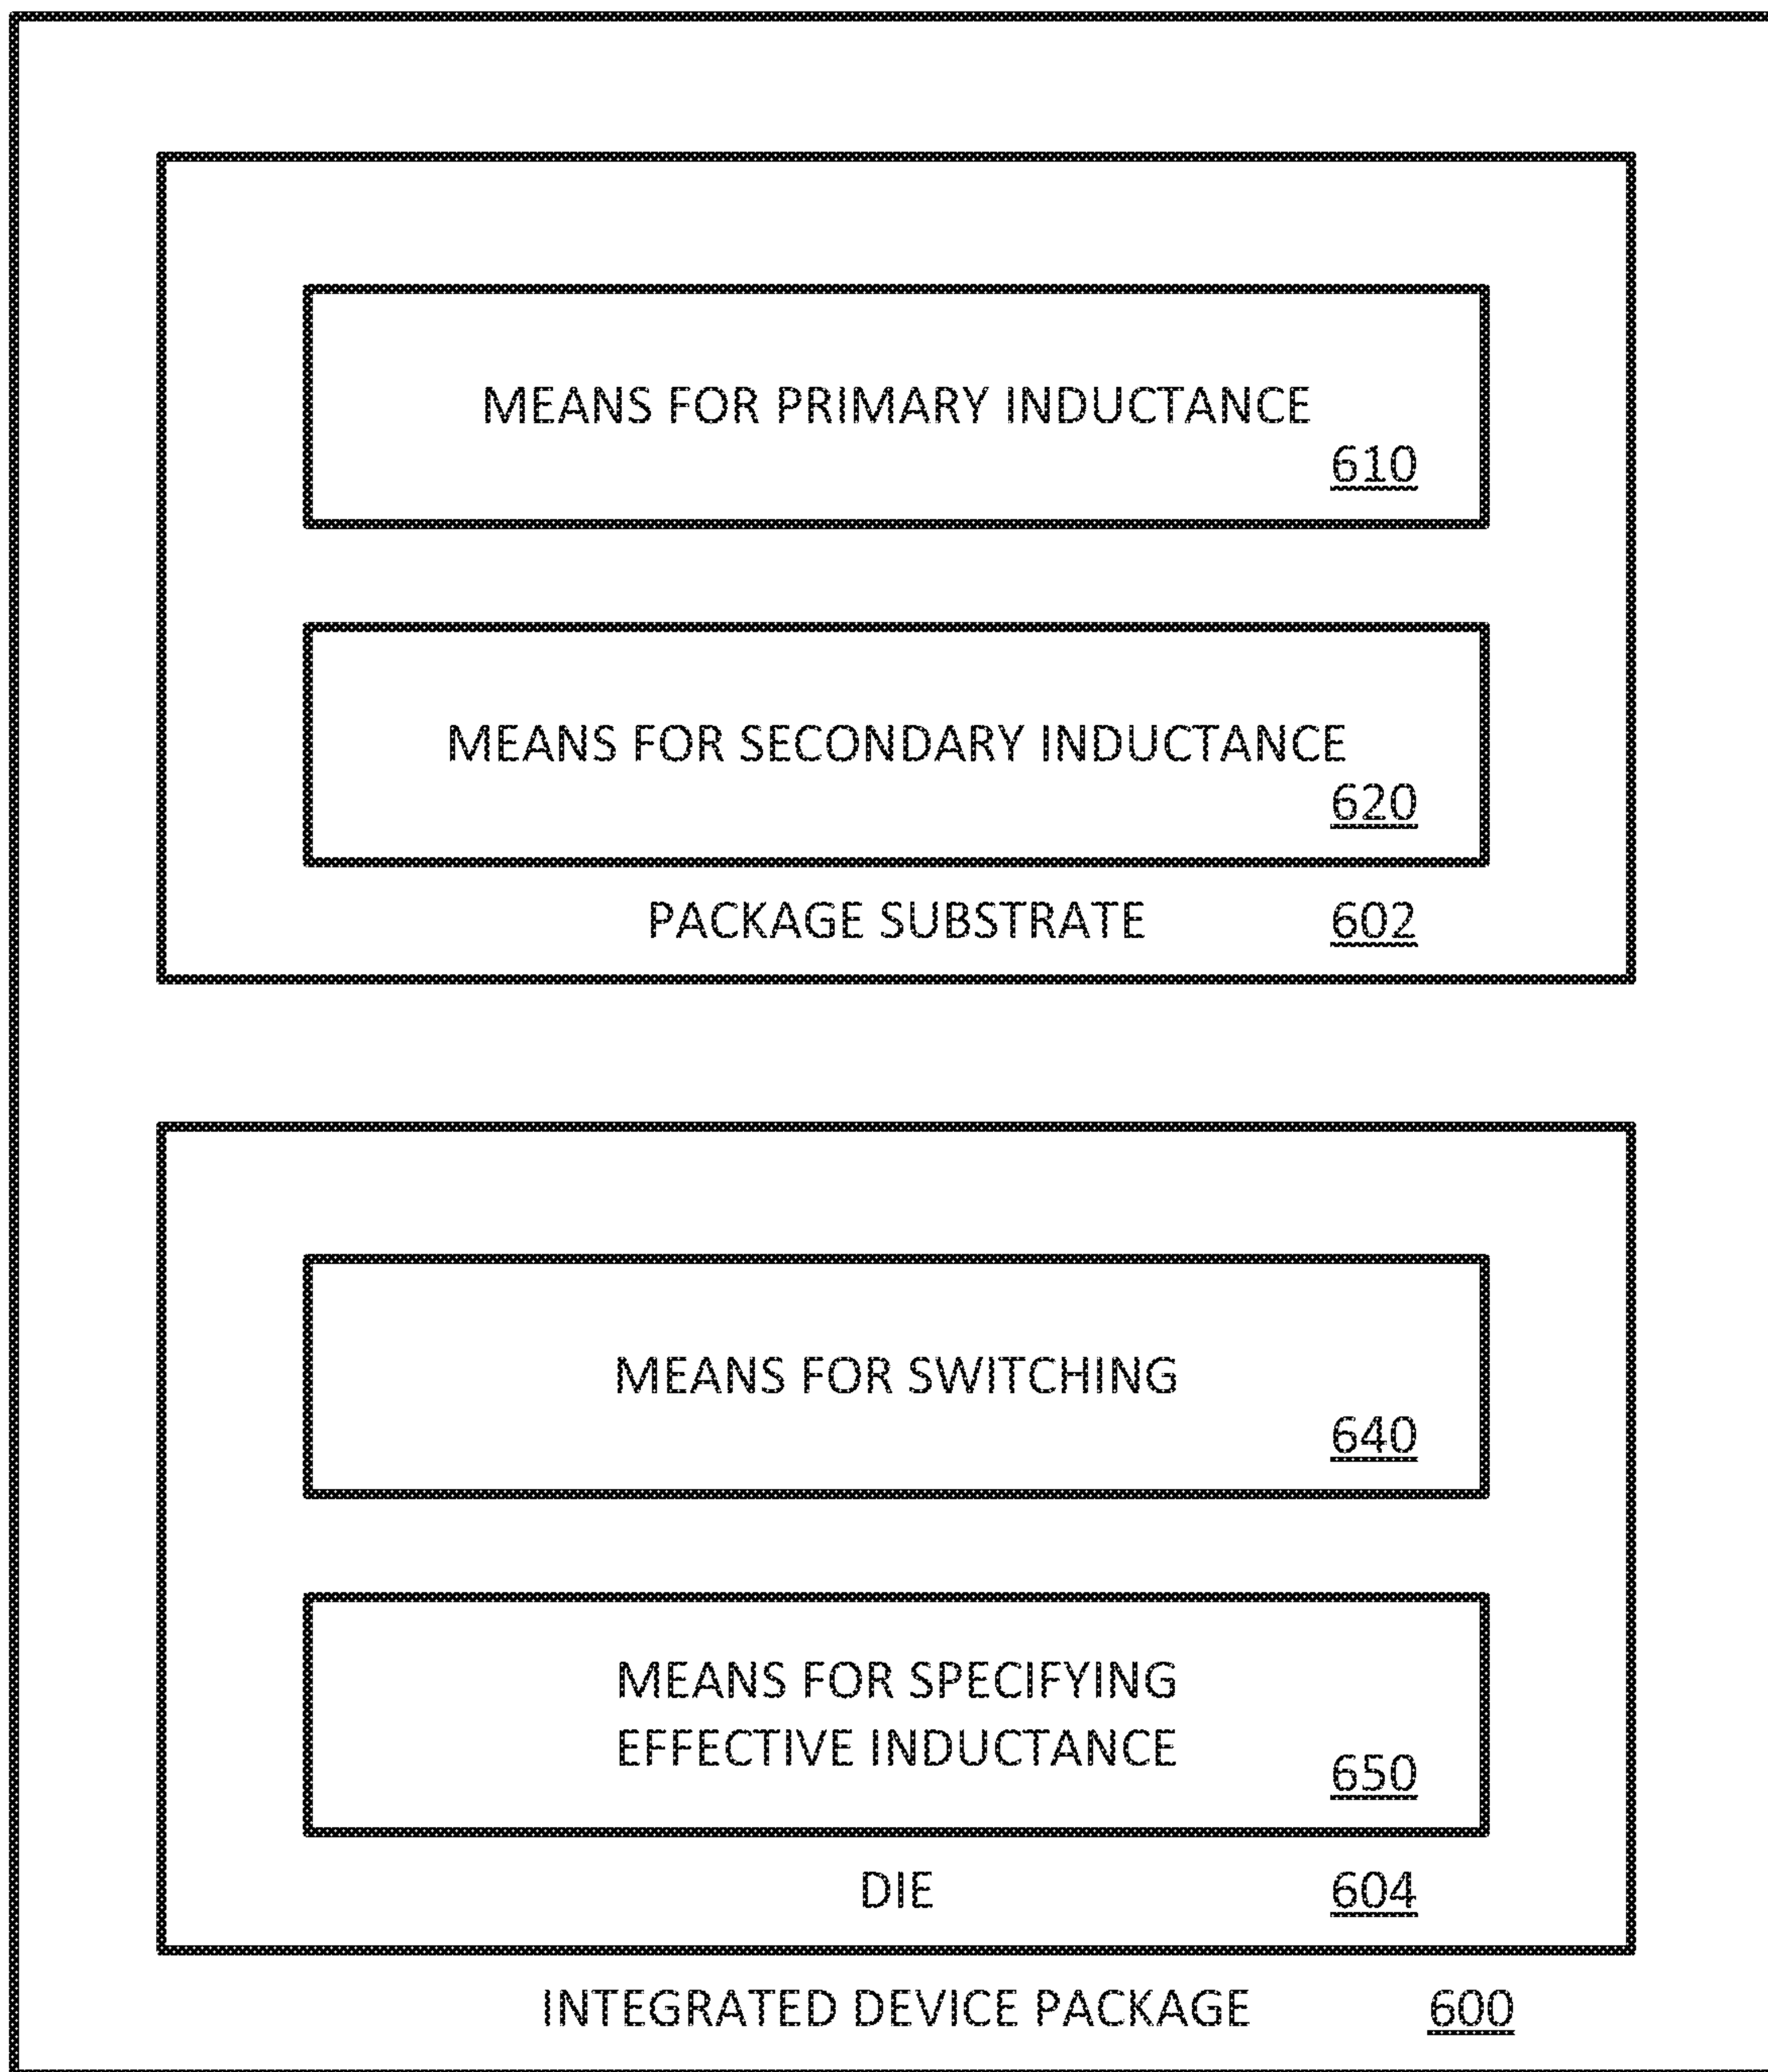 MEANS FOR PRIMARY INDUCTANCE
610
MEANS FOR SECONDARY INDUCTANCE
620
PACKAGE SUBSTRATE 602
MEANS FOR SWITCHING
640
MEANS FOR SPECIFYING
EFFECTIVE INDUCTANCE
650
DIE 604
INTEGRATED DEVICE PACKAGE 600